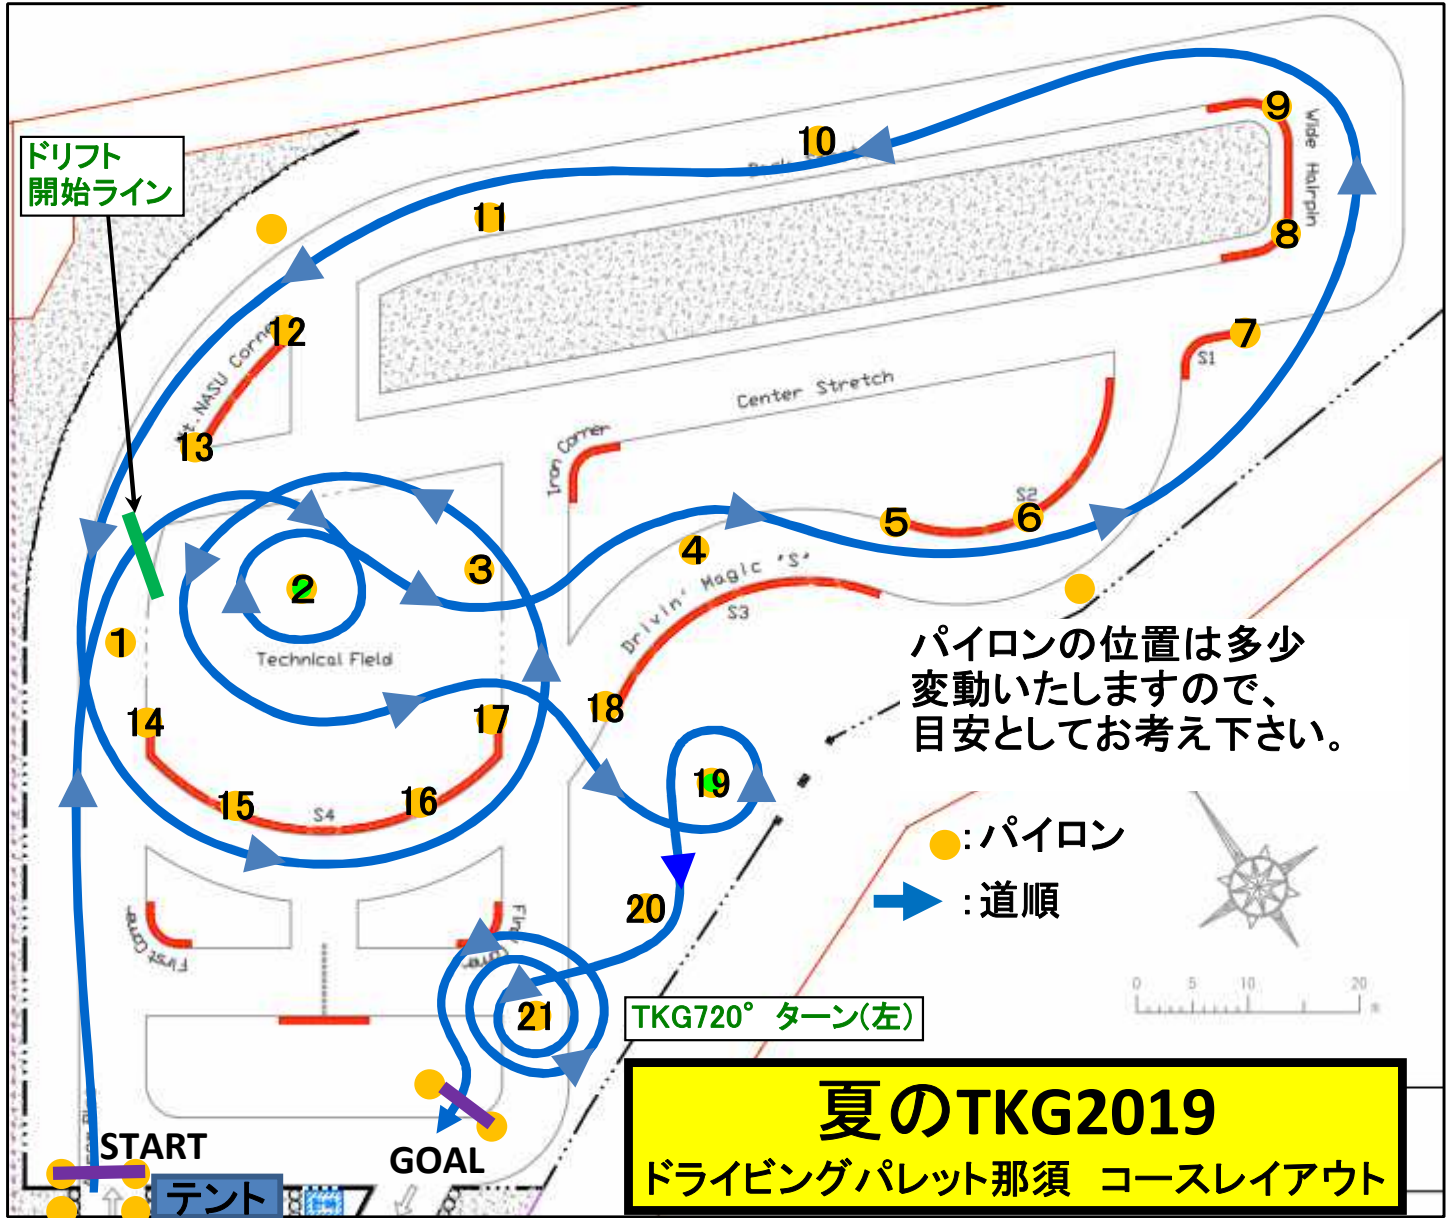 ドリフト
開始ライン
10
9
Wide Hairpin
11
8
12
7
S1
Mt. NASU Corner
Center Stretch
13
Iron Corner
S2
5
6
4
3
2
Drivin' Magic "S"
S3
1
Technical Field
パイロンの位置は多少
変動いたしますので、
目安としてお考え下さい。
18
14
17
19
15
16
S4
:パイロン
:道順
20
First Corner
21
0 5 10 20
TKG720°ターン(左)
夏のTKG2019
ドライビングパレット那須 コースレイアウト
START
GOAL
テント